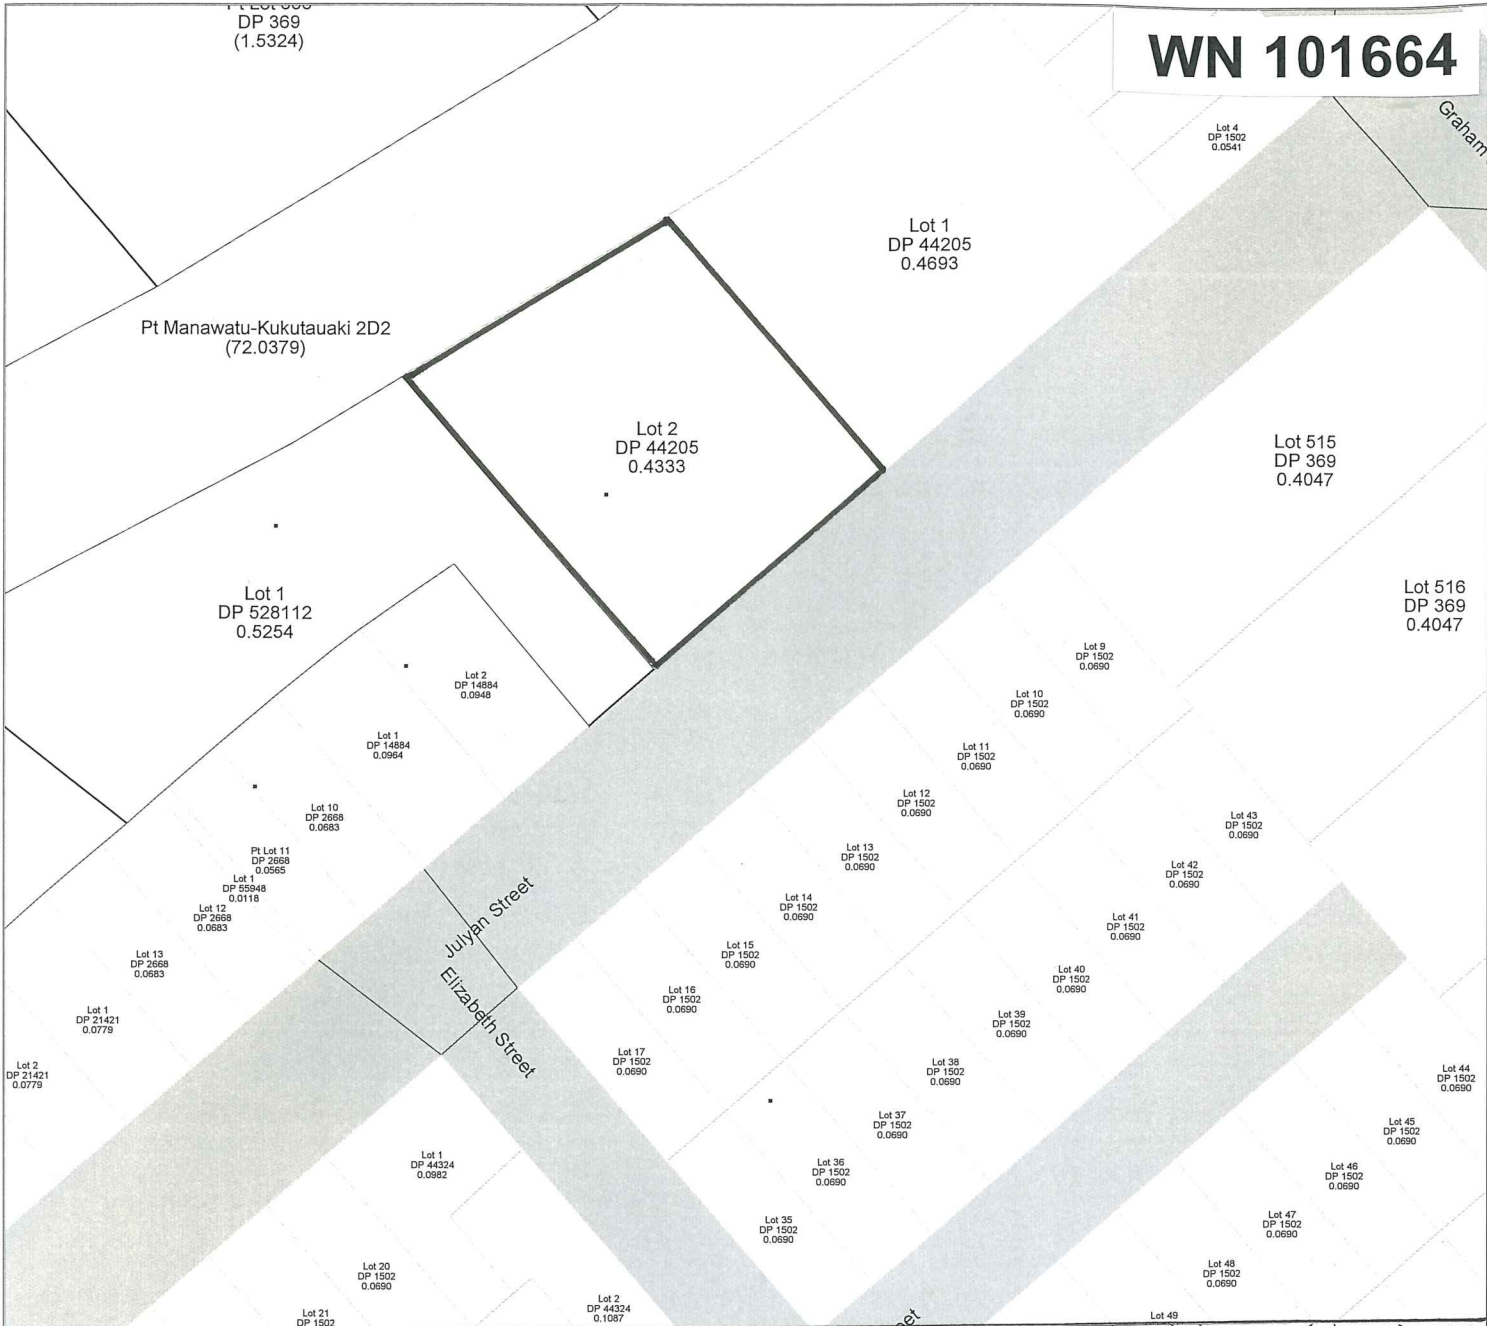 DP 369
(1.5324)
WN 101664
Graham
Lot 4
DP 1502
0.0541
Lot 1
DP 44205
0.4693
Pt Manawatu-Kukutauaki 2D2
(72.0379)
Lot 2
DP 44205
0.4333
Lot 515
DP 369
0.4047
Lot 516
DP 369
0.4047
Lot 1
DP 528112
0.5254
Lot 2
DP 14884
0.0948
Lot 1
DP 14884
0.0964
Lot 9
DP 1502
0.0690
Lot 10
DP 1502
0.0690
Lot 11
DP 1502
0.0690
Lot 12
DP 1502
0.0690
Lot 13
DP 1502
0.0690
Lot 14
DP 1502
0.0690
Lot 15
DP 1502
0.0690
Lot 16
DP 1502
0.0690
Lot 17
DP 1502
0.0690
Lot 10
DP 2668
0.0683
Pt Lot 11
DP 2668
0.0565
Lot 1
DP 55948
0.0118
Lot 12
DP 2668
0.0683
Lot 13
DP 2668
0.0683
Lot 1
DP 21421
0.0779
Lot 2
DP 21421
0.0779
Julyan Street
Elizabeth Street
Lot 43
DP 1502
0.0690
Lot 42
DP 1502
0.0690
Lot 41
DP 1502
0.0690
Lot 40
DP 1502
0.0690
Lot 39
DP 1502
0.0690
Lot 38
DP 1502
0.0690
Lot 37
DP 1502
0.0690
Lot 36
DP 1502
0.0690
Lot 35
DP 1502
0.0690
Lot 44
DP 1502
0.0690
Lot 45
DP 1502
0.0690
Lot 46
DP 1502
0.0690
Lot 47
DP 1502
0.0690
Lot 48
DP 1502
0.0690
Lot 49
Lot 1
DP 44324
0.0982
Lot 20
DP 1502
0.0690
Lot 21
DP 1502
Lot 2
DP 44324
0.1087